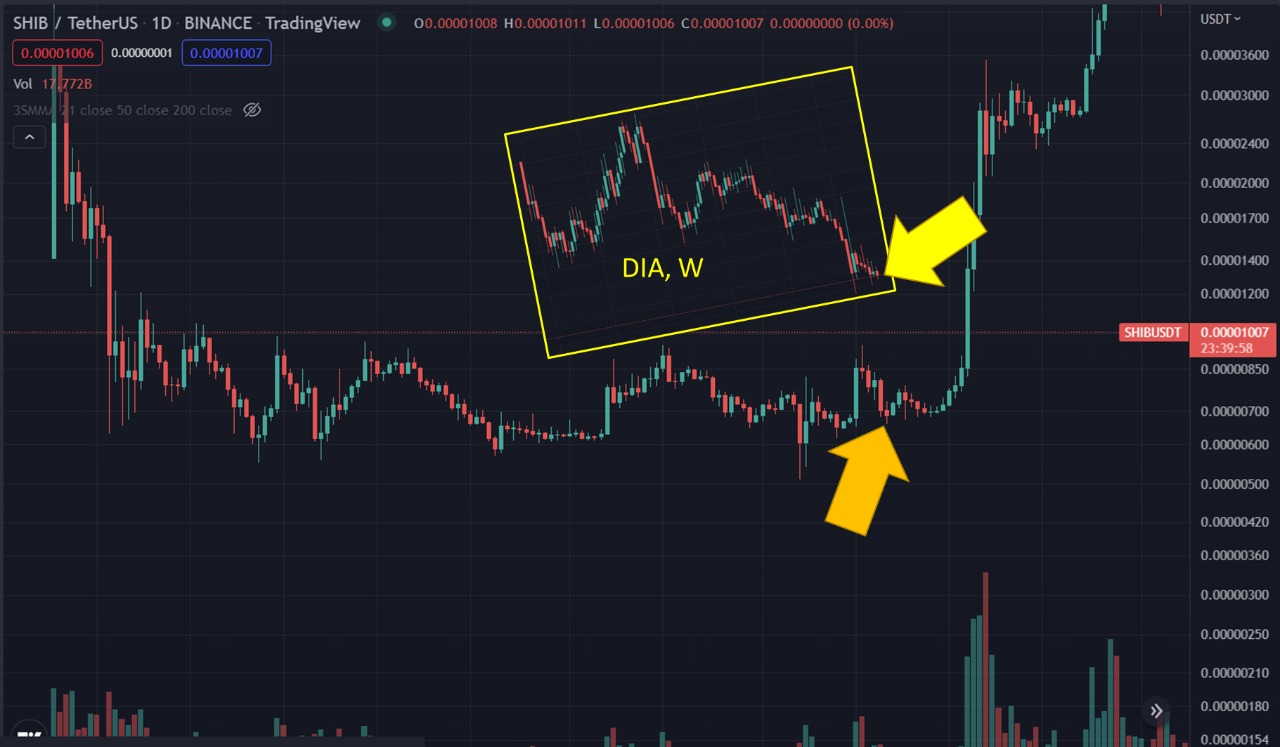 SHIB / TetherUS · 1D · BINANCE · TradingView O0.00001008 H0.00001011 L0.00001006 C0.00001007 0.00000000 (0.00%)
USDT
0.00001006 0.00000001 0.00001007
Vol 17.772B
3SMMA 21 close 50 close 200 close
0.00003600
0.00003000
0.00002400
0.00002000
0.00001700
0.00001400
0.00001200
DIA, W
SHIBUSDT 0.00001007
23:39:58
0.00000850
0.00000700
0.00000600
0.00000500
0.00000420
0.00000360
0.00000300
0.00000250
0.00000210
0.00000180
0.00000154